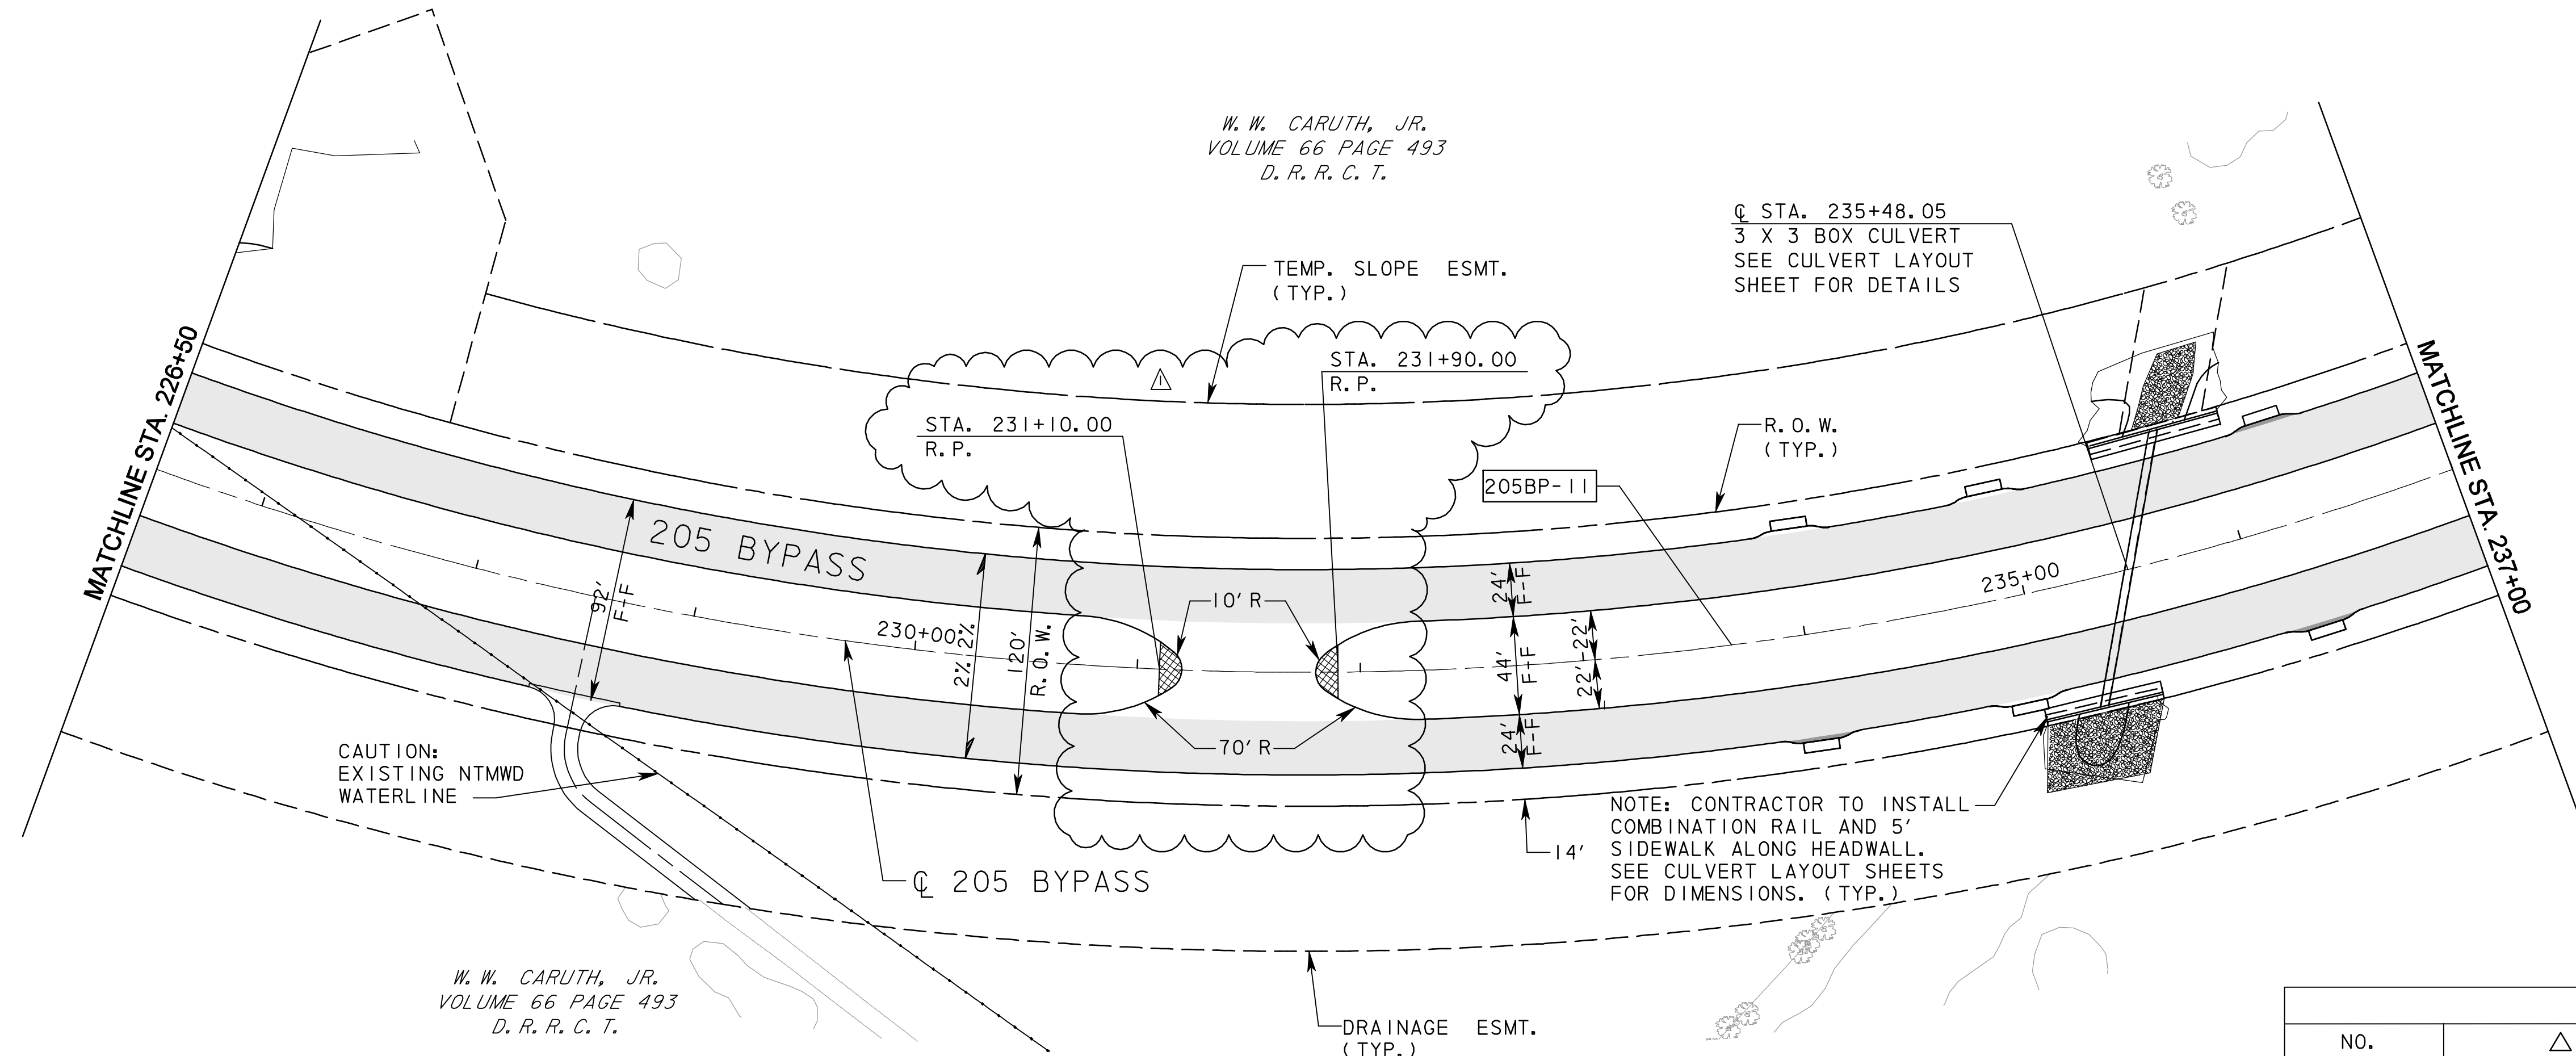 W. W. CARUTH, JR.
VOLUME 66 PAGE 493
D. R. R. C. T.
℄ STA. 235+48.05
3 X 3 BOX CULVERT
SEE CULVERT LAYOUT
SHEET FOR DETAILS
TEMP. SLOPE ESMT.
(TYP.)
MATCHLINE STA. 226+50
MATCHLINE STA. 237+00
STA. 231+90.00
R.P.
1
STA. 231+10.00
R.P.
R.O.W.
(TYP.)
205BP-11
205 BYPASS
92'
F-F
230+00
2% 2%
120'
R.O.W.
10' R
70' R
24'
F-F
44'
F-F
24'
F-F
22'-22'
235+00
CAUTION:
EXISTING NTMWD
WATERLINE
℄ 205 BYPASS
14'
NOTE: CONTRACTOR TO INSTALL
COMBINATION RAIL AND 5'
SIDEWALK ALONG HEADWALL.
SEE CULVERT LAYOUT SHEETS
FOR DIMENSIONS. (TYP.)
W. W. CARUTH, JR.
VOLUME 66 PAGE 493
D. R. R. C. T.
DRAINAGE ESMT.
(TYP.)
NO.